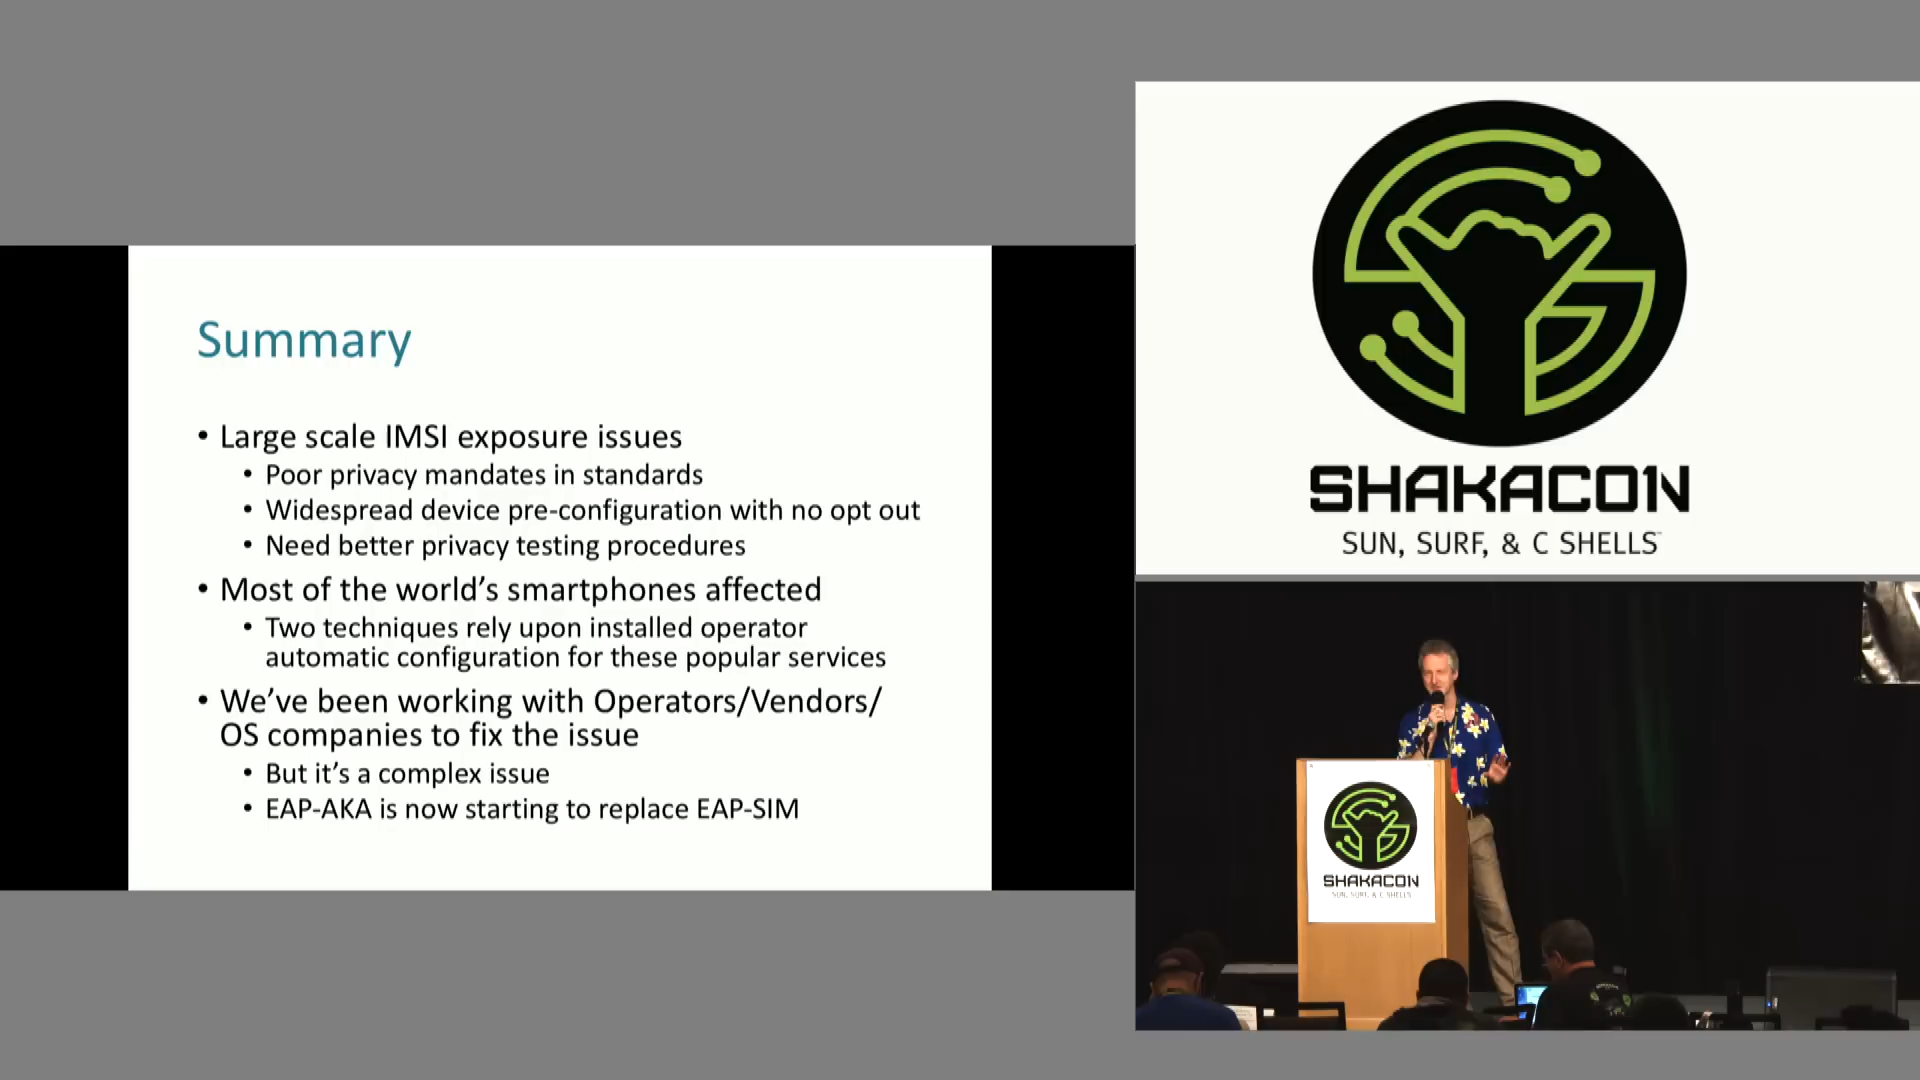 Summary
• Large scale IMSI exposure issues
• Poor privacy mandates in standards
• Widespread device pre-configuration with no opt out
• Need better privacy testing procedures
• Most of the world's smartphones affected
• Two techniques rely upon installed operator
automatic configuration for these popular services
• We've been working with Operators/Vendors/
OS companies to fix the issue
• But it's a complex issue
• EAP-AKA is now starting to replace EAP-SIM
SHAKACON
SUN, SURF, & C SHELLS
SHAKACON
SUN, SURF, & C SHELLS